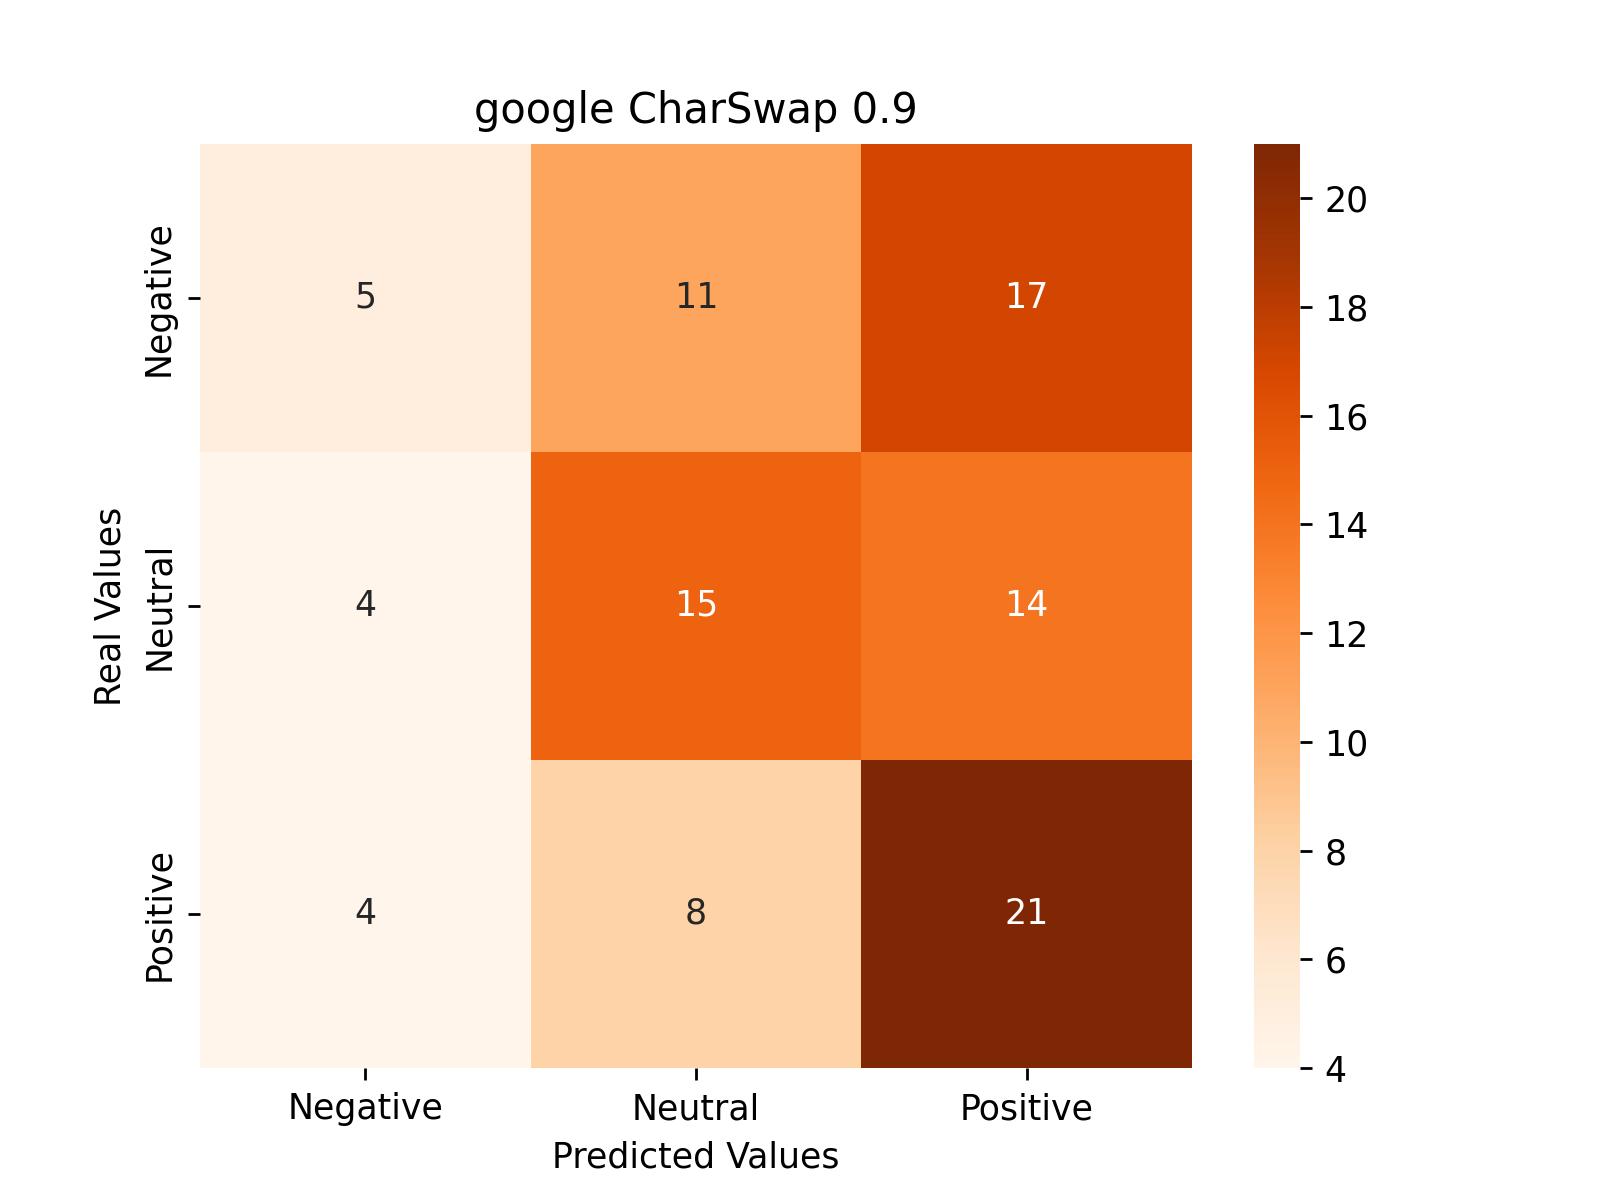 google CharSwap 0.9
Real Values
Negative
5
11
17
Neutral
4
15
14
Positive
4
8
21
Negative
Neutral
Positive
Predicted Values
20
18
16
14
12
10
8
6
4